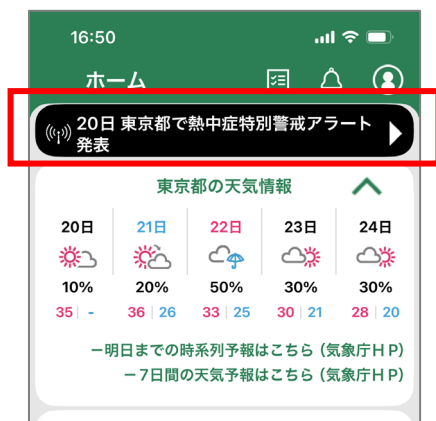 16:50
ホーム
20日 東京都で熱中症特別警戒アラート
発表
東京都の天気情報
20日 21日 22日 23日 24日
10% 20% 50% 30% 30%
35 | - 36 | 26 33 | 25 30 | 21 28 | 20
ー明日までの時系列予報はこちら (気象庁HP)
ー7日間の天気予報はこちら (気象庁HP)